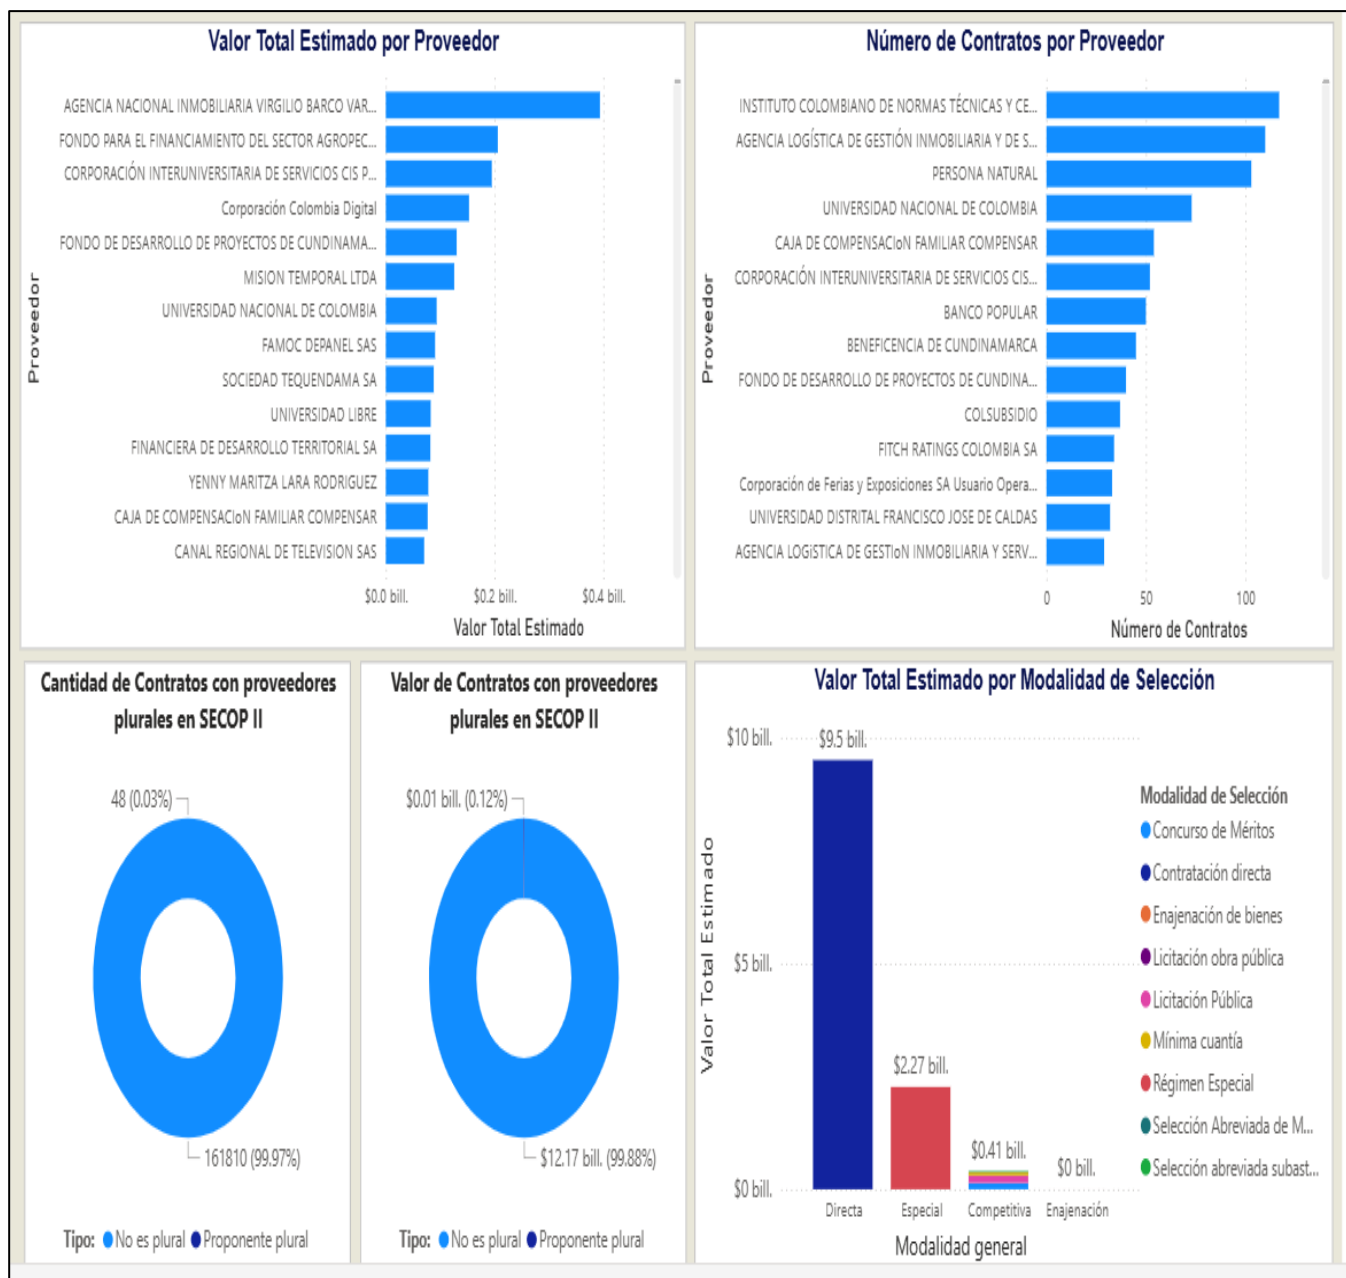 Valor Total Estimado por Proveedor
Proveedor
AGENCIA NACIONAL INMOBILIARIA VIRGILIO BARCO VAR...
FONDO PARA EL FINANCIAMIENTO DEL SECTOR AGROPEC...
CORPORACIÓN INTERUNIVERSITARIA DE SERVICIOS CIS P...
Corporación Colombia Digital
FONDO DE DESARROLLO DE PROYECTOS DE CUNDINAMA...
MISION TEMPORAL LTDA
UNIVERSIDAD NACIONAL DE COLOMBIA
FAMOC DEPANEL SAS
SOCIEDAD TEQUENDAMA SA
UNIVERSIDAD LIBRE
FINANCIERA DE DESARROLLO TERRITORIAL SA
YENNY MARITZA LARA RODRIGUEZ
CAJA DE COMPENSACIoN FAMILIAR COMPENSAR
CANAL REGIONAL DE TELEVISION SAS
$0.0 bill. $0.2 bill. $0.4 bill.
Valor Total Estimado
Número de Contratos por Proveedor
Proveedor
INSTITUTO COLOMBIANO DE NORMAS TÉCNICAS Y CE...
AGENCIA LOGÍSTICA DE GESTIÓN INMOBILIARIA Y DE S...
PERSONA NATURAL
UNIVERSIDAD NACIONAL DE COLOMBIA
CAJA DE COMPENSACIoN FAMILIAR COMPENSAR
CORPORACIÓN INTERUNIVERSITARIA DE SERVICIOS CIS...
BANCO POPULAR
BENEFICENCIA DE CUNDINAMARCA
FONDO DE DESARROLLO DE PROYECTOS DE CUNDINA...
COLSUBSIDIO
FITCH RATINGS COLOMBIA SA
Corporación de Ferias y Exposiciones SA Usuario Opera...
UNIVERSIDAD DISTRITAL FRANCISCO JOSE DE CALDAS
AGENCIA LOGiSTICA DE GESTIoN INMOBILIARIA Y SERV...
0 50 100
Número de Contratos
Cantidad de Contratos con proveedores
plurales en SECOP II
48 (0.03%)
161810 (99.97%)
Tipo: No es plural Proponente plural
Valor de Contratos con proveedores
plurales en SECOP II
$0.01 bill. (0.12%)
$12.17 bill. (99.88%)
Tipo: No es plural Proponente plural
Valor Total Estimado por Modalidad de Selección
Valor Total Estimado
$10 bill.
$5 bill.
$0 bill.
$9.5 bill.
$2.27 bill.
$0.41 bill.
$0 bill.
Directa Especial Competitiva Enajenación
Modalidad general
Modalidad de Selección
Concurso de Méritos
Contratación directa
Enajenación de bienes
Licitación obra pública
Licitación Pública
Mínima cuantía
Régimen Especial
Selección Abreviada de M...
Selección abreviada subast...